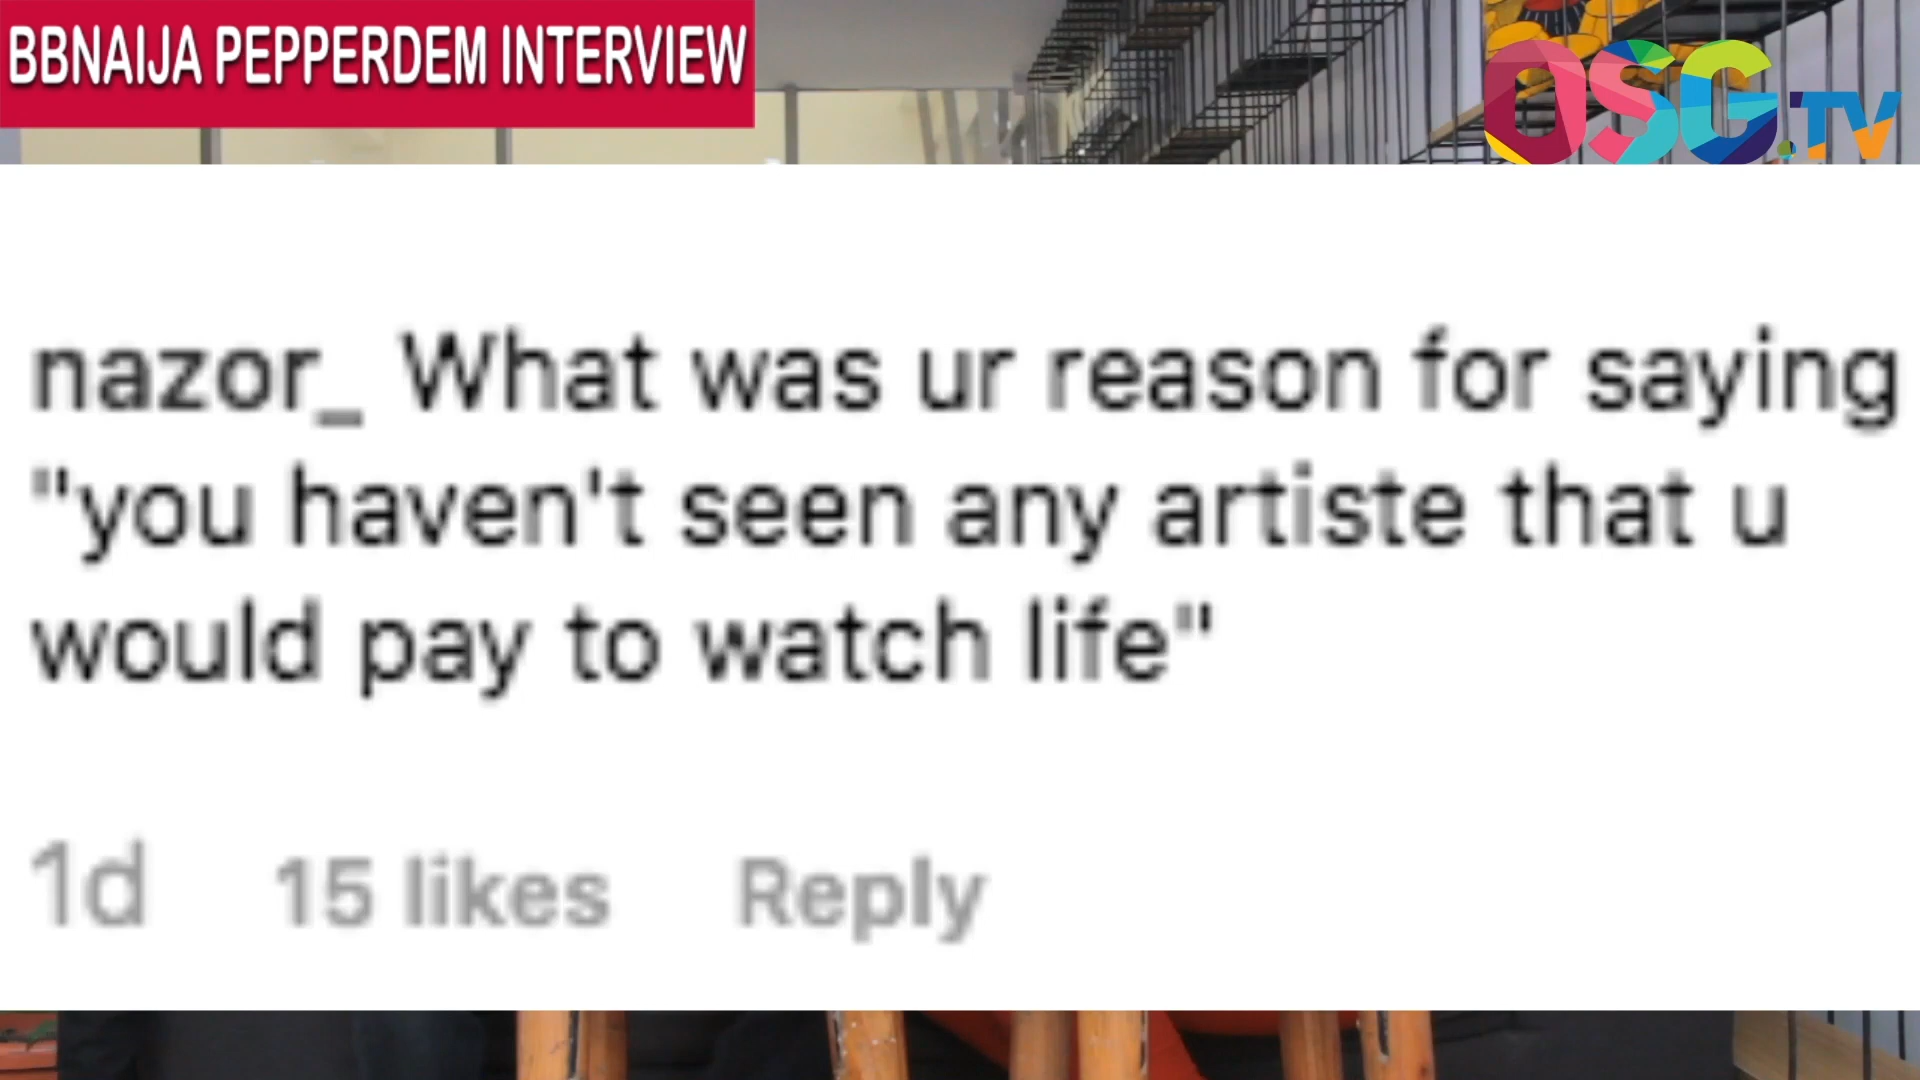 BBNAIJA PEPPERDEM INTERVIEW
OSG.TV
nazor_ What was ur reason for saying
"you haven't seen any artiste that u
would pay to watch life"
1d 15 likes Reply